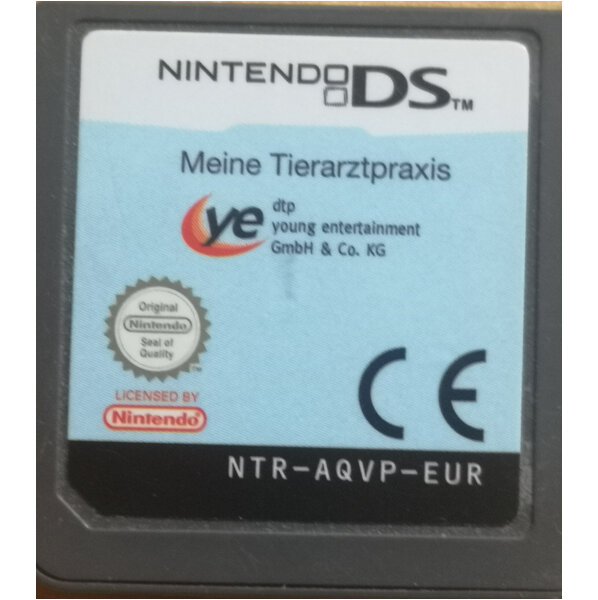 NINTENDO DS™
Meine Tierarztpraxis
ye
dtp
young entertainment
GmbH & Co. KG
Original
Nintendo
Seal of
Quality
LICENSED BY
Nintendo®
CE
NTR-AQVP-EUR